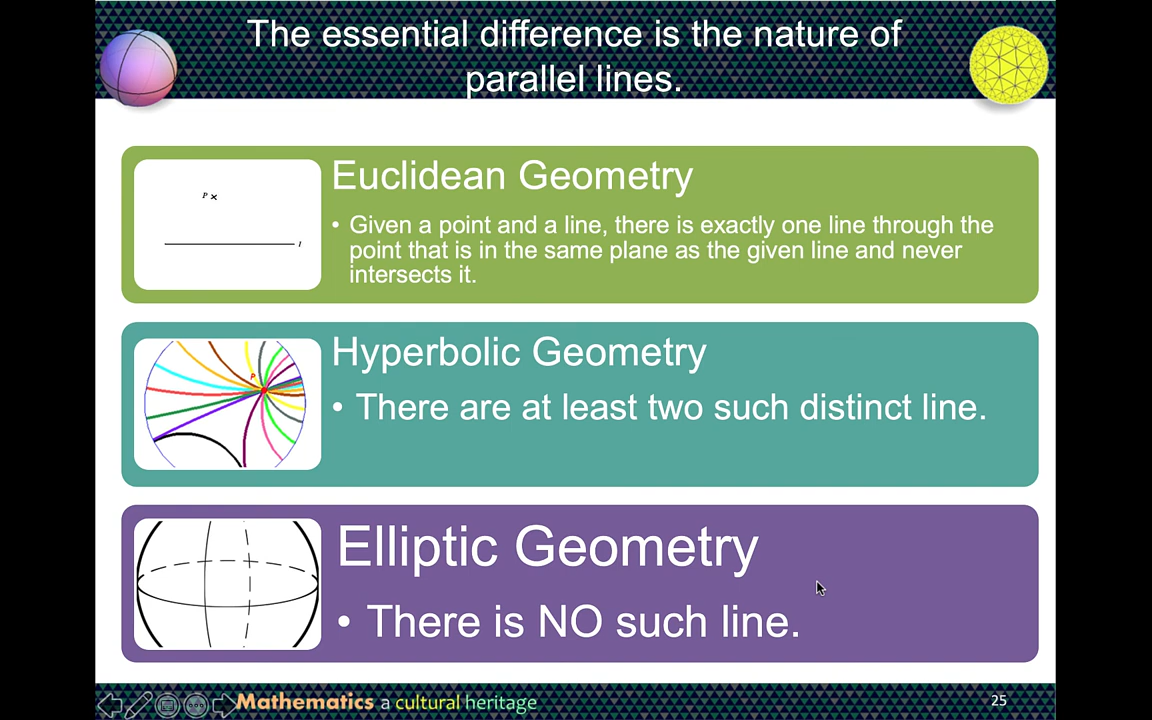 The essential difference is the nature of
parallel lines.
Euclidean Geometry
P
l
• Given a point and a line, there is exactly one line through the
point that is in the same plane as the given line and never
intersects it.
Hyperbolic Geometry
P
• There are at least two such distinct line.
Elliptic Geometry
• There is NO such line.
Mathematics a cultural heritage
25